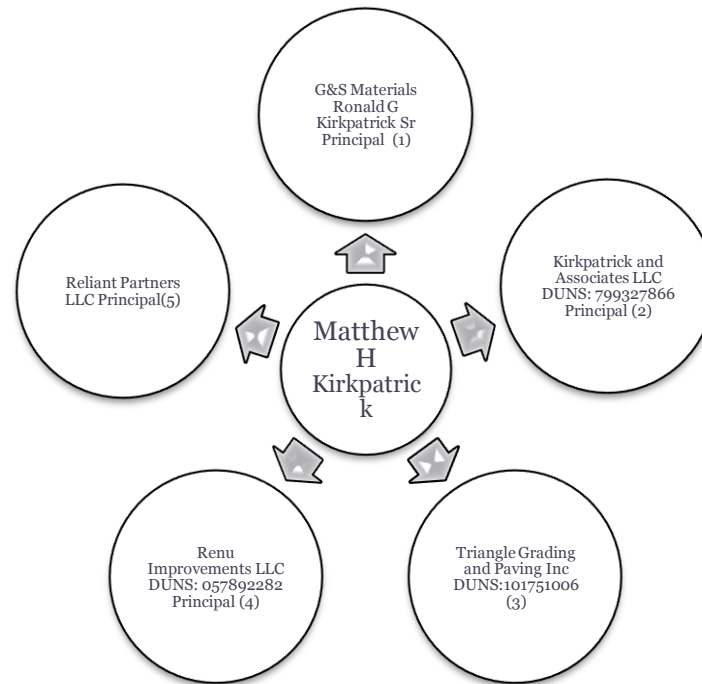 G&S Materials
Ronald G
Kirkpatrick Sr
Principal (1)
Kirkpatrick and
Associates LLC
DUNS: 799327866
Principal (2)
Reliant Partners
LLC Principal(5)
Matthew
H
Kirkpatric
k
Renu
Improvements LLC
DUNS: 057892282
Principal (4)
Triangle Grading
and Paving Inc
DUNS:101751006
(3)